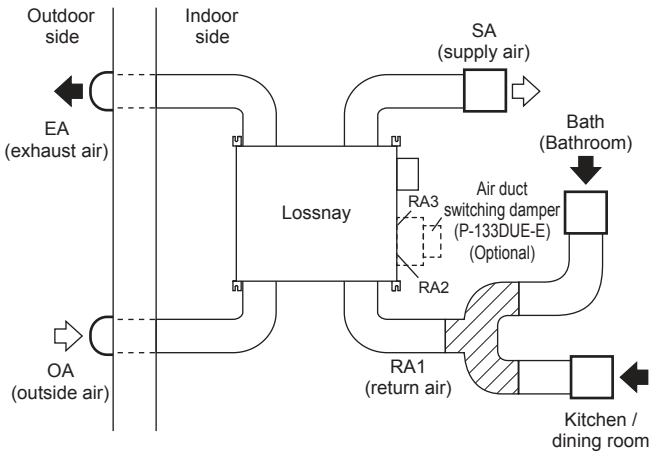 Outdoor
side
Indoor
side
SA
(supply air)
EA
(exhaust air)
Bath
(Bathroom)
Lossnay
RA3
Air duct
switching damper
(P-133DUE-E)
(Optional)
RA2
OA
(outside air)
RA1
(return air)
Kitchen /
dining room